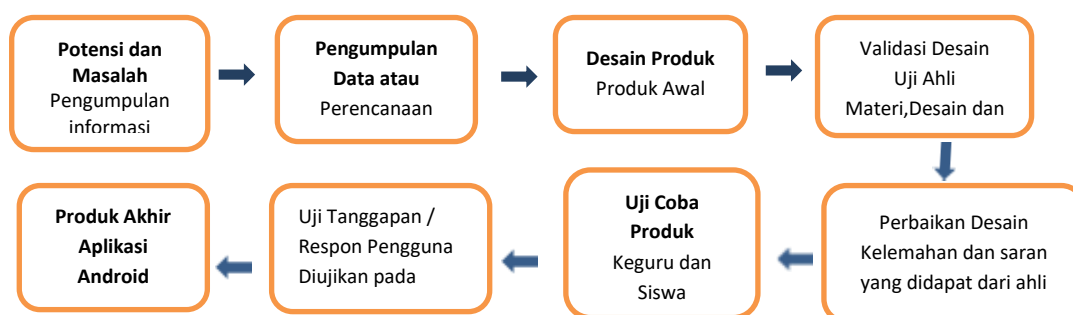 Potensi dan
Masalah
Pengumpulan
informasi
Pengumpulan
Data atau
Perencanaan
Desain Produk
Produk Awal
Validasi Desain
Uji Ahli
Materi,Desain dan
Perbaikan Desain
Kelemahan dan saran
yang didapat dari ahli
Uji Coba
Produk
Keguru dan
Siswa
Uji Tanggapan /
Respon Pengguna
Diujikan pada
Produk Akhir
Aplikasi
Android